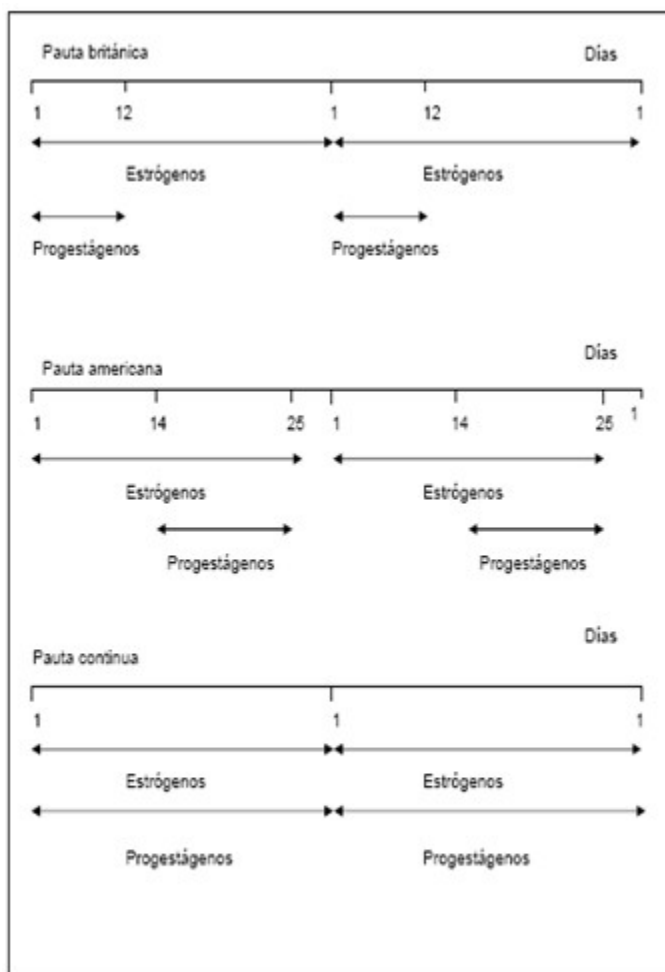 Pauta británica Días
1 12 1 12 1
Estrógenos Estrógenos
Progestágenos Progestágenos
Pauta americana Días
1 14 25 1 14 25 1
Estrógenos Estrógenos
Progestágenos Progestágenos
Días
Pauta continua
1 1 1
Estrógenos Estrógenos
Progestágenos Progestágenos